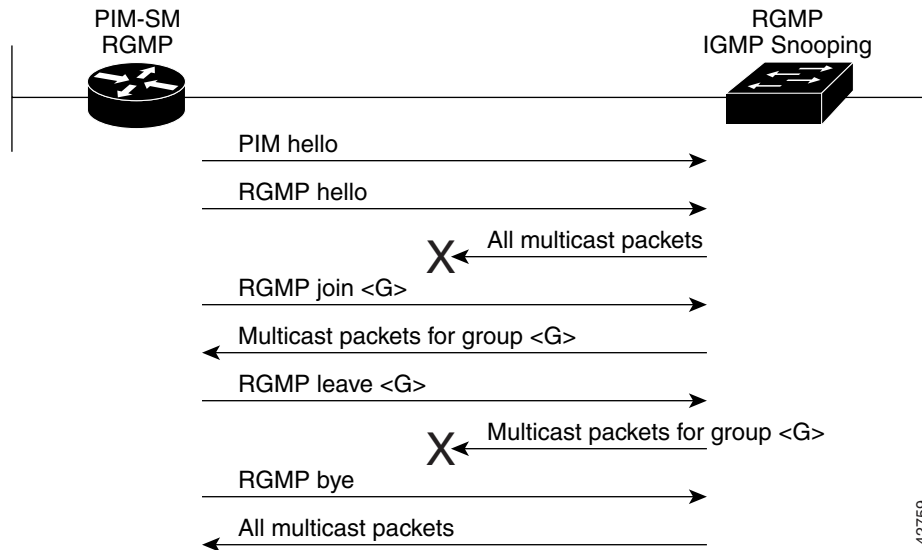 PIM-SM
RGMP
RGMP
IGMP Snooping
PIM hello
RGMP hello
All multicast packets
X
RGMP join <G>
Multicast packets for group <G>
RGMP leave <G>
Multicast packets for group <G>
X
RGMP bye
All multicast packets
42759